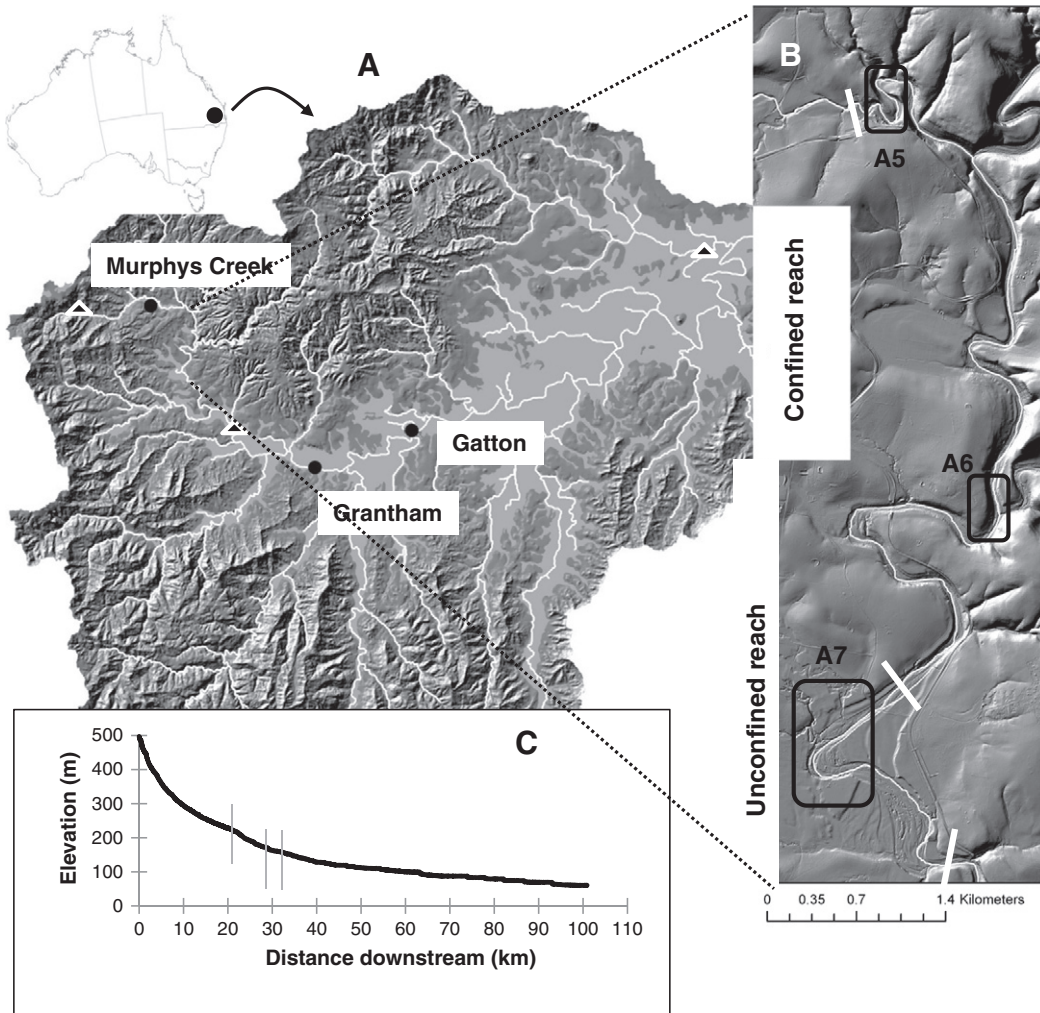 A
B
A5
Murphys Creek
Confined reach
Gatton
A6
Grantham
Unconfined reach
A7
C
Elevation (m)
500
400
300
200
100
0
0 10 20 30 40 50 60 70 80 90 100 110
Distance downstream (km)
0 0.35 0.7 1.4 Kilometers